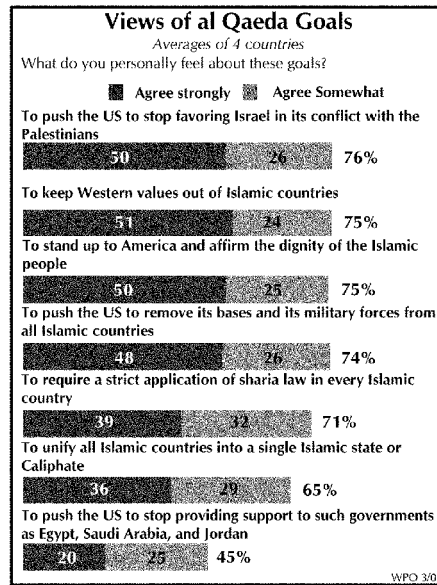 Views of al Qaeda Goals
Averages of 4 countries
What do you personally feel about these goals?
Agree strongly Agree Somewhat
To push the US to stop favoring Israel in its conflict with the
Palestinians
50 26 76%
To keep Western values out of Islamic countries
51 24 75%
To stand up to America and affirm the dignity of the Islamic
people
50 25 75%
To push the US to remove its bases and its military forces from
all Islamic countries
48 26 74%
To require a strict application of sharia law in every Islamic
country
39 32 71%
To unify all Islamic countries into a single Islamic state or
Caliphate
36 29 65%
To push the US to stop providing support to such governments
as Egypt, Saudi Arabia, and Jordan
20 25 45%
WPO 3/0